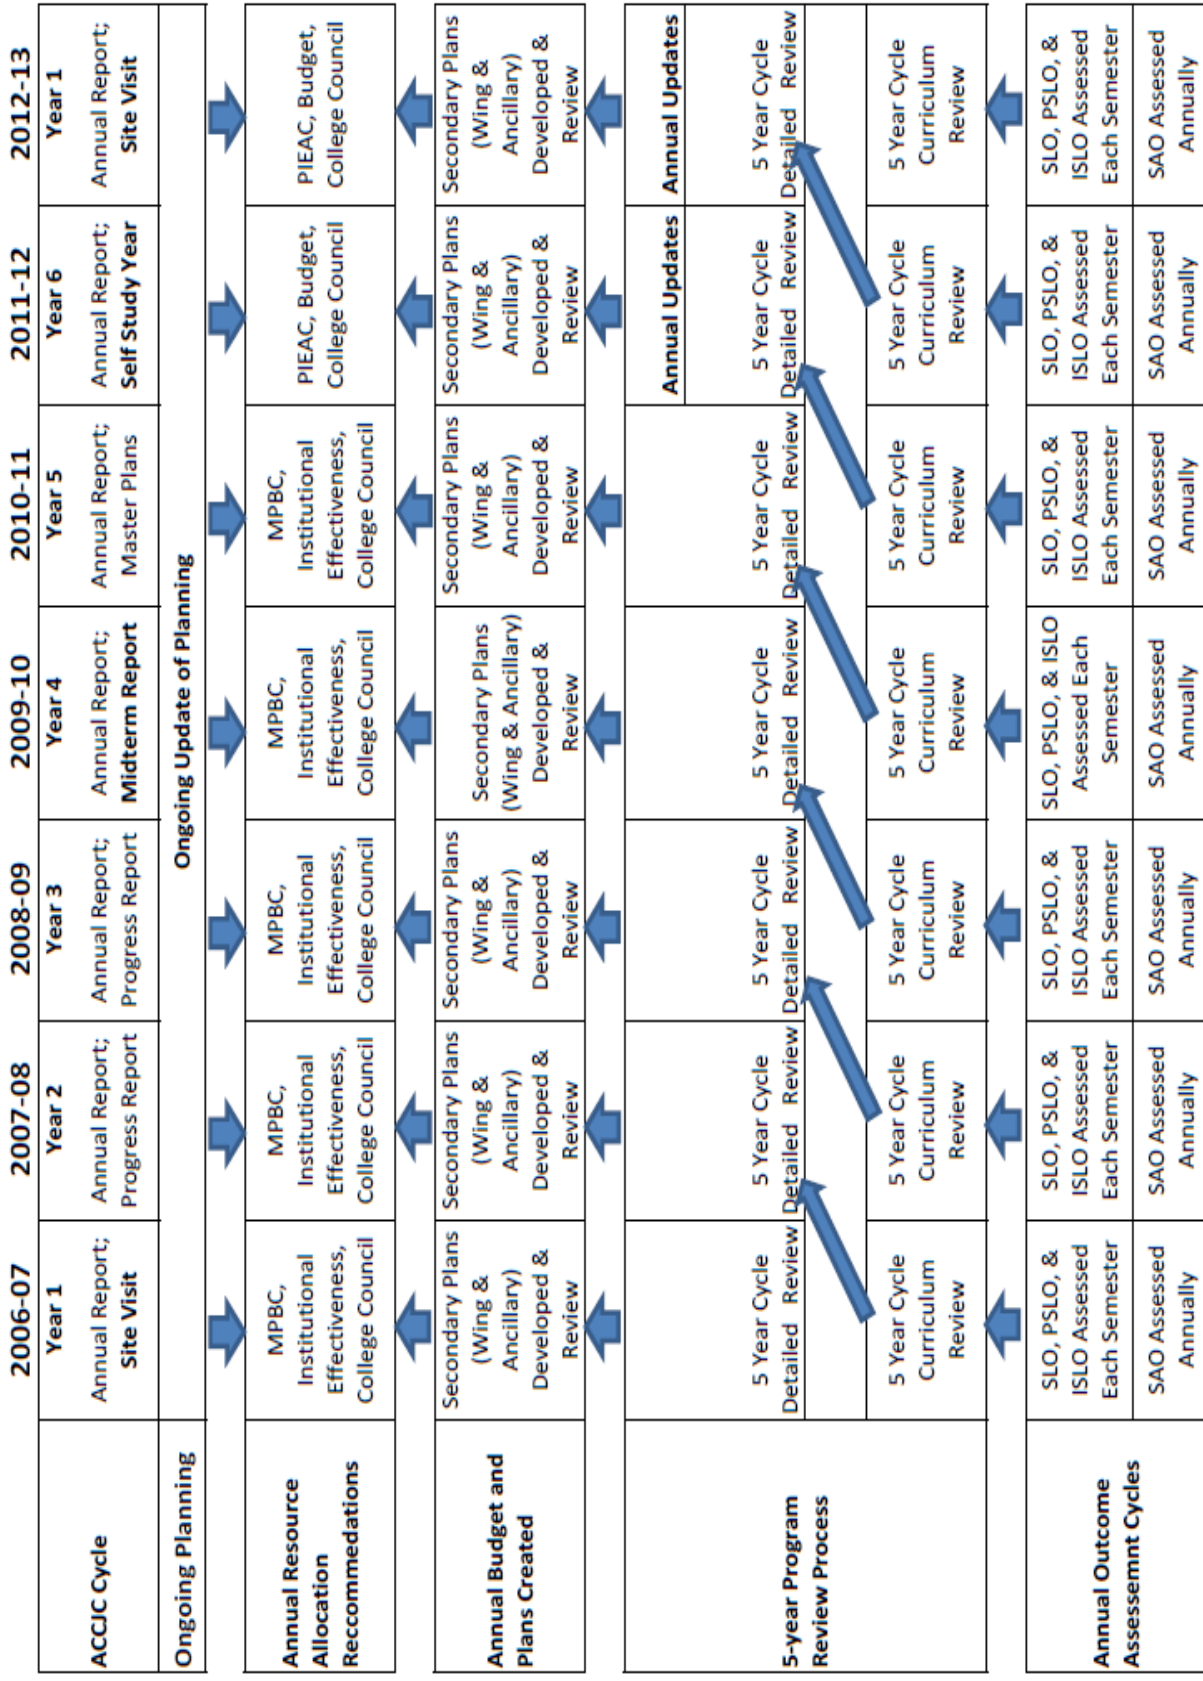 2006-07
2007-08
2008-09
2009-10
2010-11
2011-12
2012-13
ACCJC Cycle
Year 1
Year 2
Year 3
Year 4
Year 5
Year 6
Year 1
Annual Report;
Site Visit
Annual Report;
Progress Report
Annual Report;
Progress Report
Annual Report;
Midterm Report
Annual Report;
Master Plans
Annual Report;
Self Study Year
Annual Report;
Site Visit
Ongoing Planning
Ongoing Update of Planning
Annual Resource
Allocation
Reccommedations
MPBC,
Institutional
Effectiveness,
College Council
MPBC,
Institutional
Effectiveness,
College Council
MPBC,
Institutional
Effectiveness,
College Council
MPBC,
Institutional
Effectiveness,
College Council
MPBC,
Institutional
Effectiveness,
College Council
PIEAC, Budget,
College Council
PIEAC, Budget,
College Council
Annual Budget and
Plans Created
Secondary Plans
(Wing &
Ancillary)
Developed &
Review
Secondary Plans
(Wing &
Ancillary)
Developed &
Review
Secondary Plans
(Wing &
Ancillary)
Developed &
Review
Secondary Plans
(Wing & Ancillary)
Developed &
Review
Secondary Plans
(Wing &
Ancillary)
Developed &
Review
Secondary Plans
(Wing &
Ancillary)
Developed &
Review
Secondary Plans
(Wing &
Ancillary)
Developed &
Review
5-year Program
Review Process
Annual Updates
Annual Updates
5 Year Cycle
Detailed Review
5 Year Cycle
Detailed Review
5 Year Cycle
Detailed Review
5 Year Cycle
Detailed Review
5 Year Cycle
Detailed Review
5 Year Cycle
Detailed Review
5 Year Cycle
Detailed Review
5 Year Cycle
Curriculum
Review
5 Year Cycle
Curriculum
Review
5 Year Cycle
Curriculum
Review
5 Year Cycle
Curriculum
Review
5 Year Cycle
Curriculum
Review
5 Year Cycle
Curriculum
Review
5 Year Cycle
Curriculum
Review
Annual Outcome
Assessemnt Cycles
SLO, PSLO, &
ISLO Assessed
Each Semester
SLO, PSLO, &
ISLO Assessed
Each Semester
SLO, PSLO, &
ISLO Assessed
Each Semester
SLO, PSLO, & ISLO
Assessed Each
Semester
SLO, PSLO, &
ISLO Assessed
Each Semester
SLO, PSLO, &
ISLO Assessed
Each Semester
SLO, PSLO, &
ISLO Assessed
Each Semester
SAO Assessed
Annually
SAO Assessed
Annually
SAO Assessed
Annually
SAO Assessed
Annually
SAO Assessed
Annually
SAO Assessed
Annually
SAO Assessed
Annually